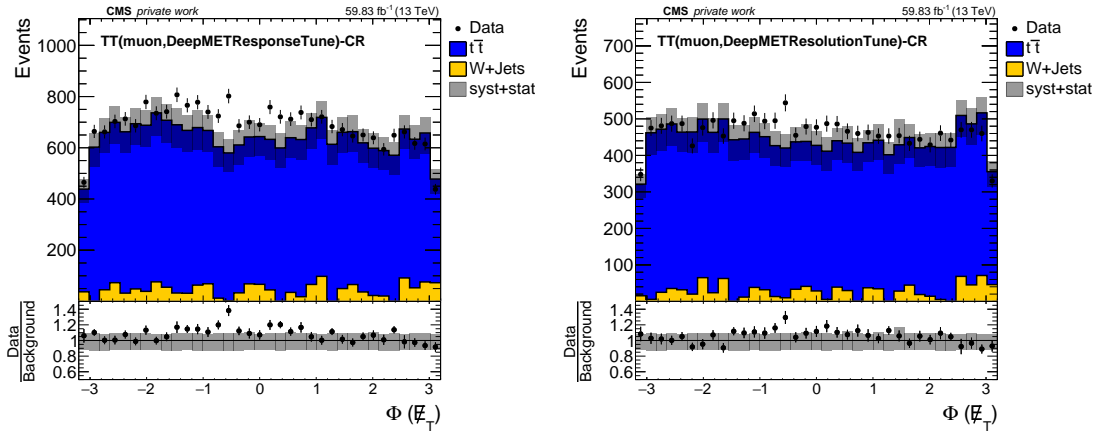 CMS private work 59.83 fb⁻¹ (13 TeV)
TT(muon,DeepMETResponseTune)-CR
Events
1000
800
600
400
200
Data
tt̅
W+Jets
syst+stat
Data
Background
1.4
1.2
1
0.8
0.6
−3 −2 −1 0 1 2 3
Φ (E̸_T)
CMS private work 59.83 fb⁻¹ (13 TeV)
TT(muon,DeepMETResolutionTune)-CR
Events
700
600
500
400
300
200
100
Data
tt̅
W+Jets
syst+stat
Data
Background
1.4
1.2
1
0.8
0.6
−3 −2 −1 0 1 2 3
Φ (E̸_T)